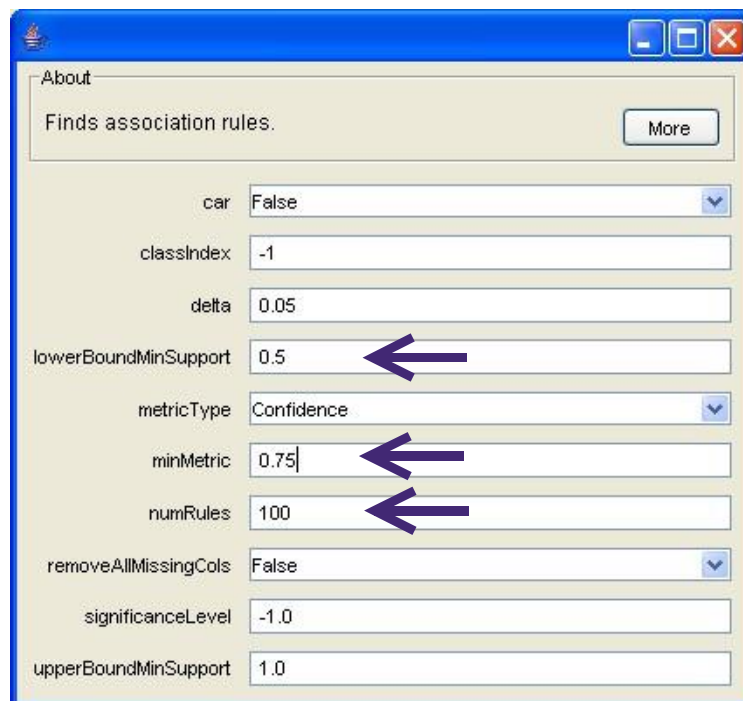 About
Finds association rules.
More
car False
classIndex -1
delta 0.05
lowerBoundMinSupport 0.5
metricType Confidence
minMetric 0.75
numRules 100
removeAllMissingCols False
significanceLevel -1.0
upperBoundMinSupport 1.0